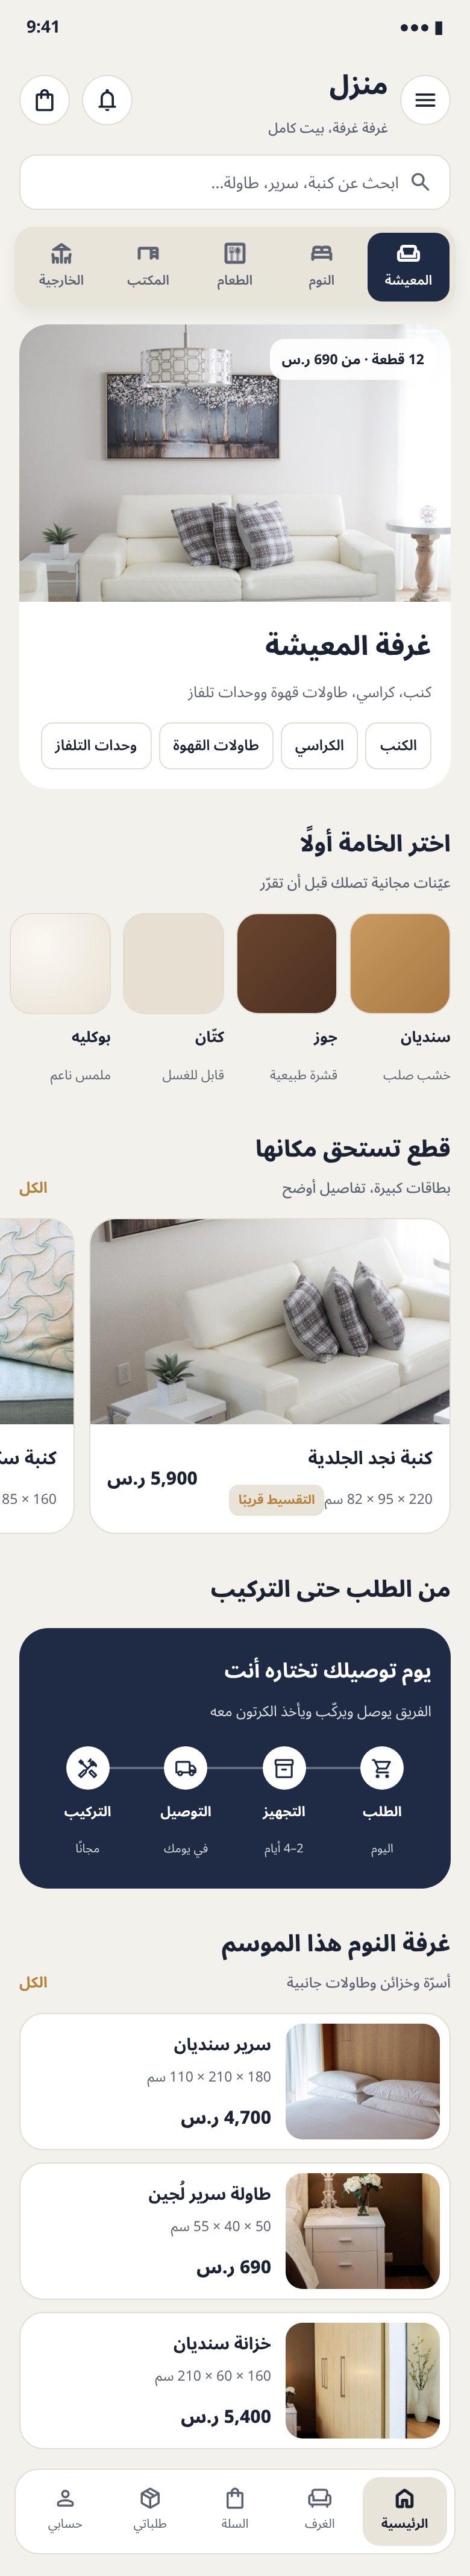 9:41
منزل
غرفة غرفة، بيت كامل
ابحث عن كنبة، سرير، طاولة...
المعيشة
النوم
الطعام
المكتب
الخارجية
12 قطعة · من 690 ر.س
غرفة المعيشة
كنب، كراسي، طاولات قهوة ووحدات تلفاز
الكنب
الكراسي
طاولات القهوة
وحدات التلفاز
اختر الخامة أولًا
عيّنات مجانية تصلك قبل أن تقرّر
سنديان
جوز
كتّان
بوكليه
خشب صلب
قشرة طبيعية
قابل للغسل
ملمس ناعم
قطع تستحق مكانها
بطاقات كبيرة، تفاصيل أوضح
الكل
كنبة نجد الجلدية
220 × 95 × 82 سم
التقسيط قريبًا
5,900 ر.س
كنبة
160 × 85
من الطلب حتى التركيب
يوم توصيلك تختاره أنت
الفريق يوصل ويركّب ويأخذ الكرتون معه
الطلب
التجهيز
التوصيل
التركيب
اليوم
2–4 أيام
في يومك
مجانًا
غرفة النوم هذا الموسم
أسرّة وخزائن وطاولات جانبية
الكل
سرير سنديان
180 × 210 × 110 سم
4,700 ر.س
طاولة سرير لُجين
50 × 40 × 55 سم
690 ر.س
خزانة سنديان
160 × 60 × 210 سم
5,400 ر.س
الرئيسية
الغرف
السلة
طلباتي
حسابي